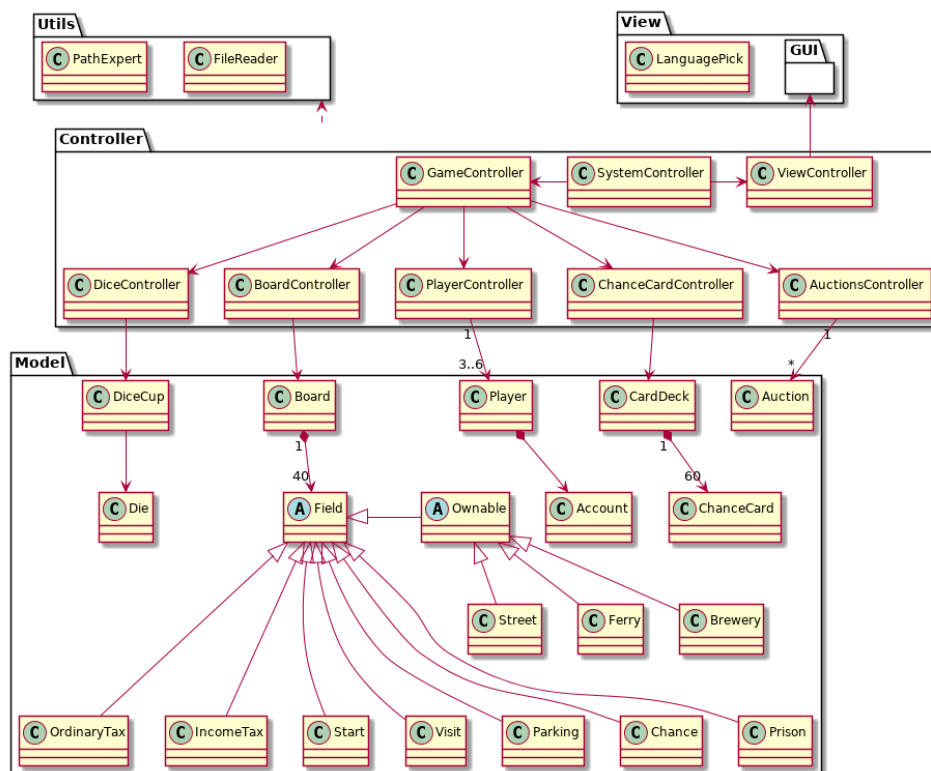 Utils
C PathExpert
C FileReader
View
C LanguagePick
GUI
Controller
C GameController
C SystemController
C ViewController
C DiceController
C BoardController
C PlayerController
C ChanceCardController
C AuctionsController
1
3..6
1
*
Model
C DiceCup
C Board
C Player
C CardDeck
C Auction
1
40
1
60
C Die
A Field
A Ownable
C Account
C ChanceCard
C Street
C Ferry
C Brewery
C OrdinaryTax
C IncomeTax
C Start
C Visit
C Parking
C Chance
C Prison